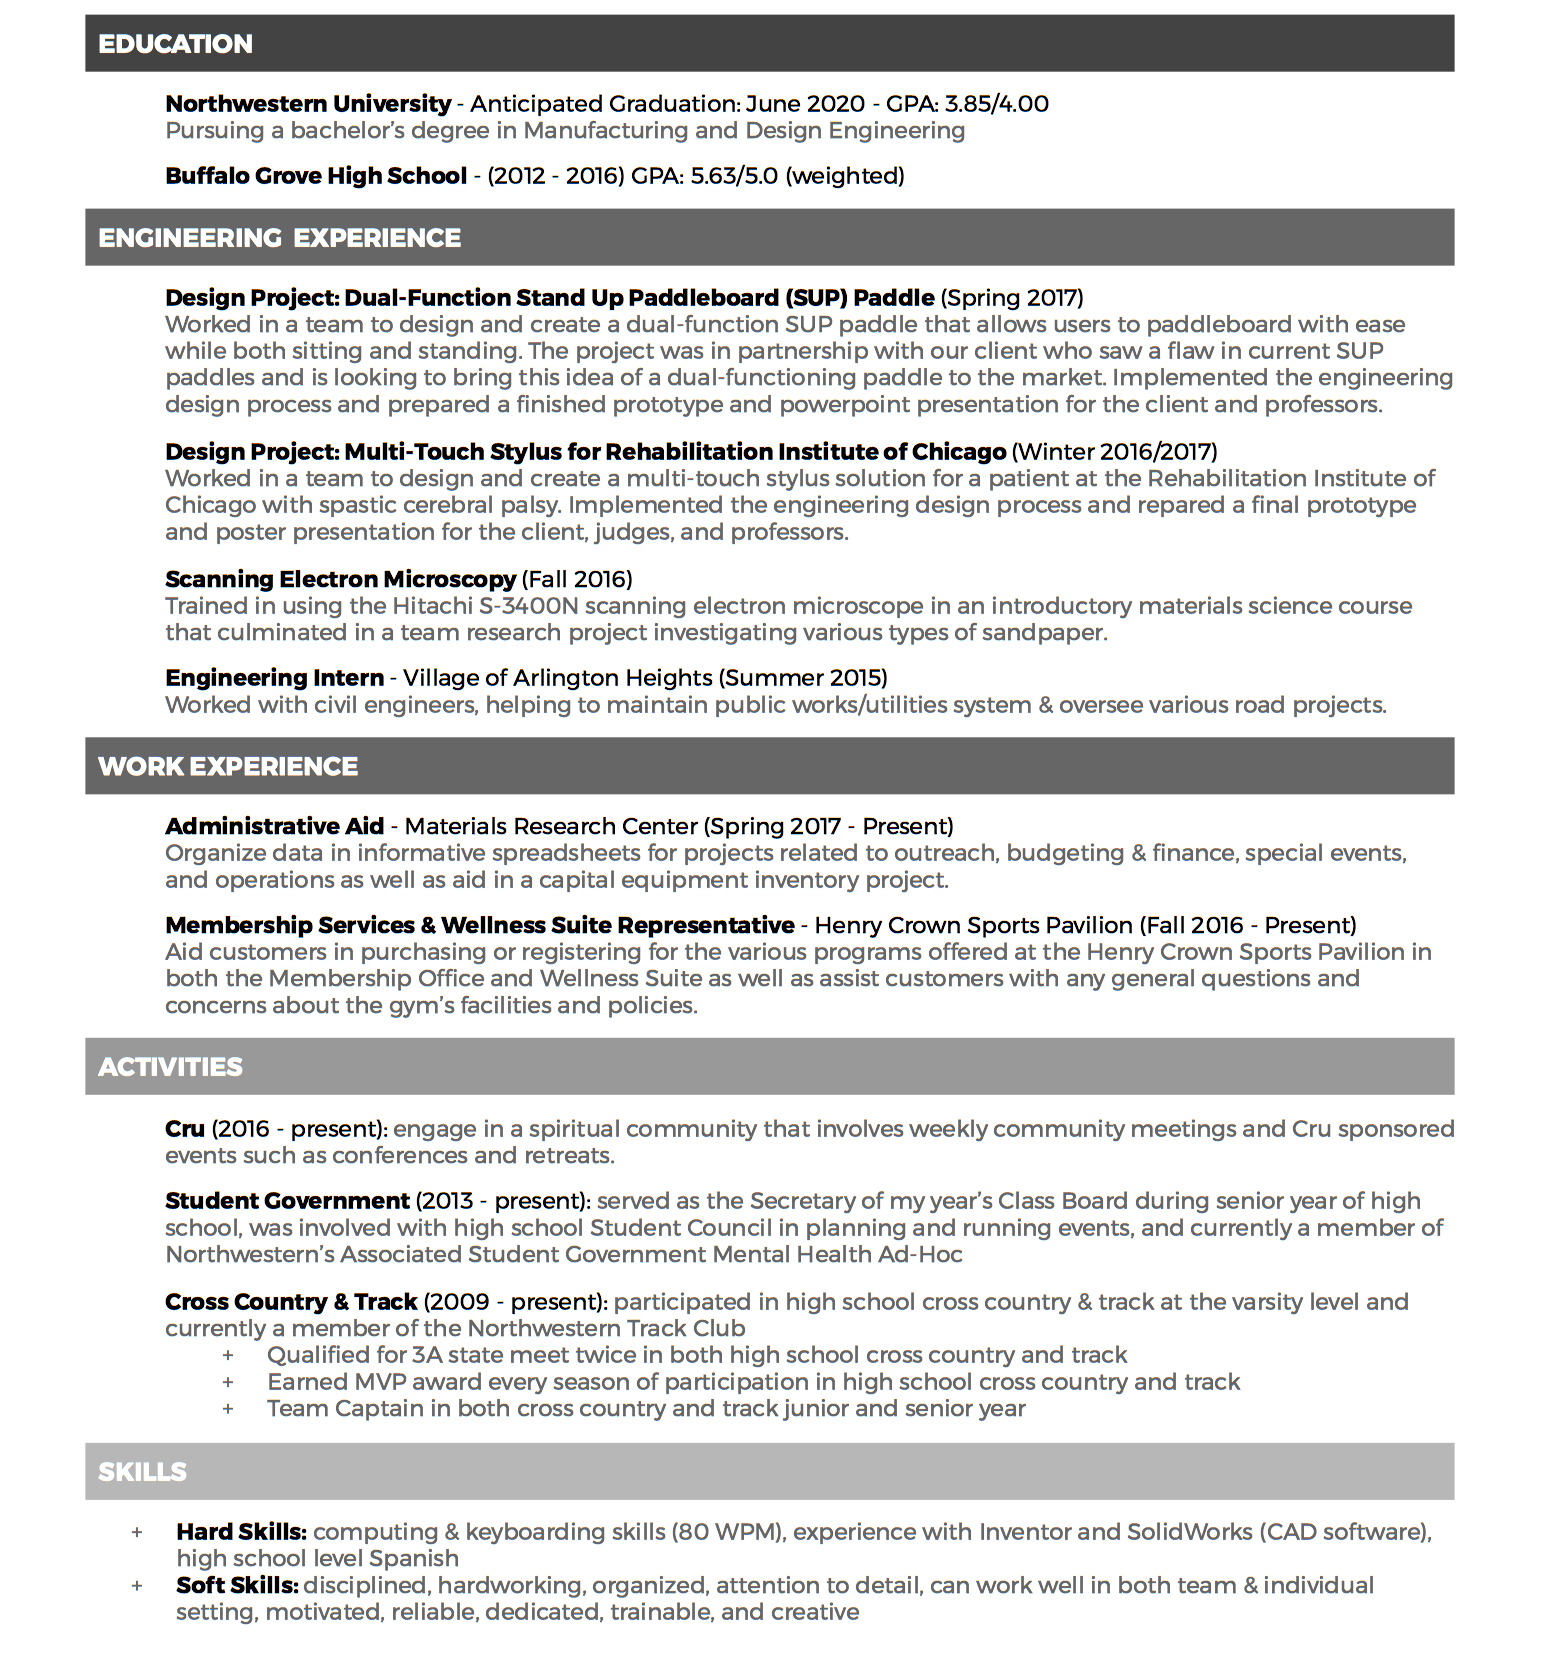 EDUCATION
Northwestern University - Anticipated Graduation: June 2020 - GPA: 3.85/4.00
Pursuing a bachelor's degree in Manufacturing and Design Engineering
Buffalo Grove High School - (2012 - 2016) GPA: 5.63/5.0 (weighted)
ENGINEERING EXPERIENCE
Design Project: Dual-Function Stand Up Paddleboard (SUP) Paddle (Spring 2017)
Worked in a team to design and create a dual-function SUP paddle that allows users to paddleboard with ease
while both sitting and standing. The project was in partnership with our client who saw a flaw in current SUP
paddles and is looking to bring this idea of a dual-functioning paddle to the market. Implemented the engineering
design process and prepared a finished prototype and powerpoint presentation for the client and professors.
Design Project: Multi-Touch Stylus for Rehabilitation Institute of Chicago (Winter 2016/2017)
Worked in a team to design and create a multi-touch stylus solution for a patient at the Rehabilitation Institute of
Chicago with spastic cerebral palsy. Implemented the engineering design process and repared a final prototype
and poster presentation for the client, judges, and professors.
Scanning Electron Microscopy (Fall 2016)
Trained in using the Hitachi S-3400N scanning electron microscope in an introductory materials science course
that culminated in a team research project investigating various types of sandpaper.
Engineering Intern - Village of Arlington Heights (Summer 2015)
Worked with civil engineers, helping to maintain public works/utilities system & oversee various road projects.
WORK EXPERIENCE
Administrative Aid - Materials Research Center (Spring 2017 - Present)
Organize data in informative spreadsheets for projects related to outreach, budgeting & finance, special events,
and operations as well as aid in a capital equipment inventory project.
Membership Services & Wellness Suite Representative - Henry Crown Sports Pavilion (Fall 2016 - Present)
Aid customers in purchasing or registering for the various programs offered at the Henry Crown Sports Pavilion in
both the Membership Office and Wellness Suite as well as assist customers with any general questions and
concerns about the gym's facilities and policies.
ACTIVITIES
Cru (2016 - present): engage in a spiritual community that involves weekly community meetings and Cru sponsored
events such as conferences and retreats.
Student Government (2013 - present): served as the Secretary of my year's Class Board during senior year of high
school, was involved with high school Student Council in planning and running events, and currently a member of
Northwestern's Associated Student Government Mental Health Ad-Hoc
Cross Country & Track (2009 - present): participated in high school cross country & track at the varsity level and
currently a member of the Northwestern Track Club
+ Qualified for 3A state meet twice in both high school cross country and track
+ Earned MVP award every season of participation in high school cross country and track
+ Team Captain in both cross country and track junior and senior year
SKILLS
+ Hard Skills: computing & keyboarding skills (80 WPM), experience with Inventor and SolidWorks (CAD software),
high school level Spanish
+ Soft Skills: disciplined, hardworking, organized, attention to detail, can work well in both team & individual
setting, motivated, reliable, dedicated, trainable, and creative